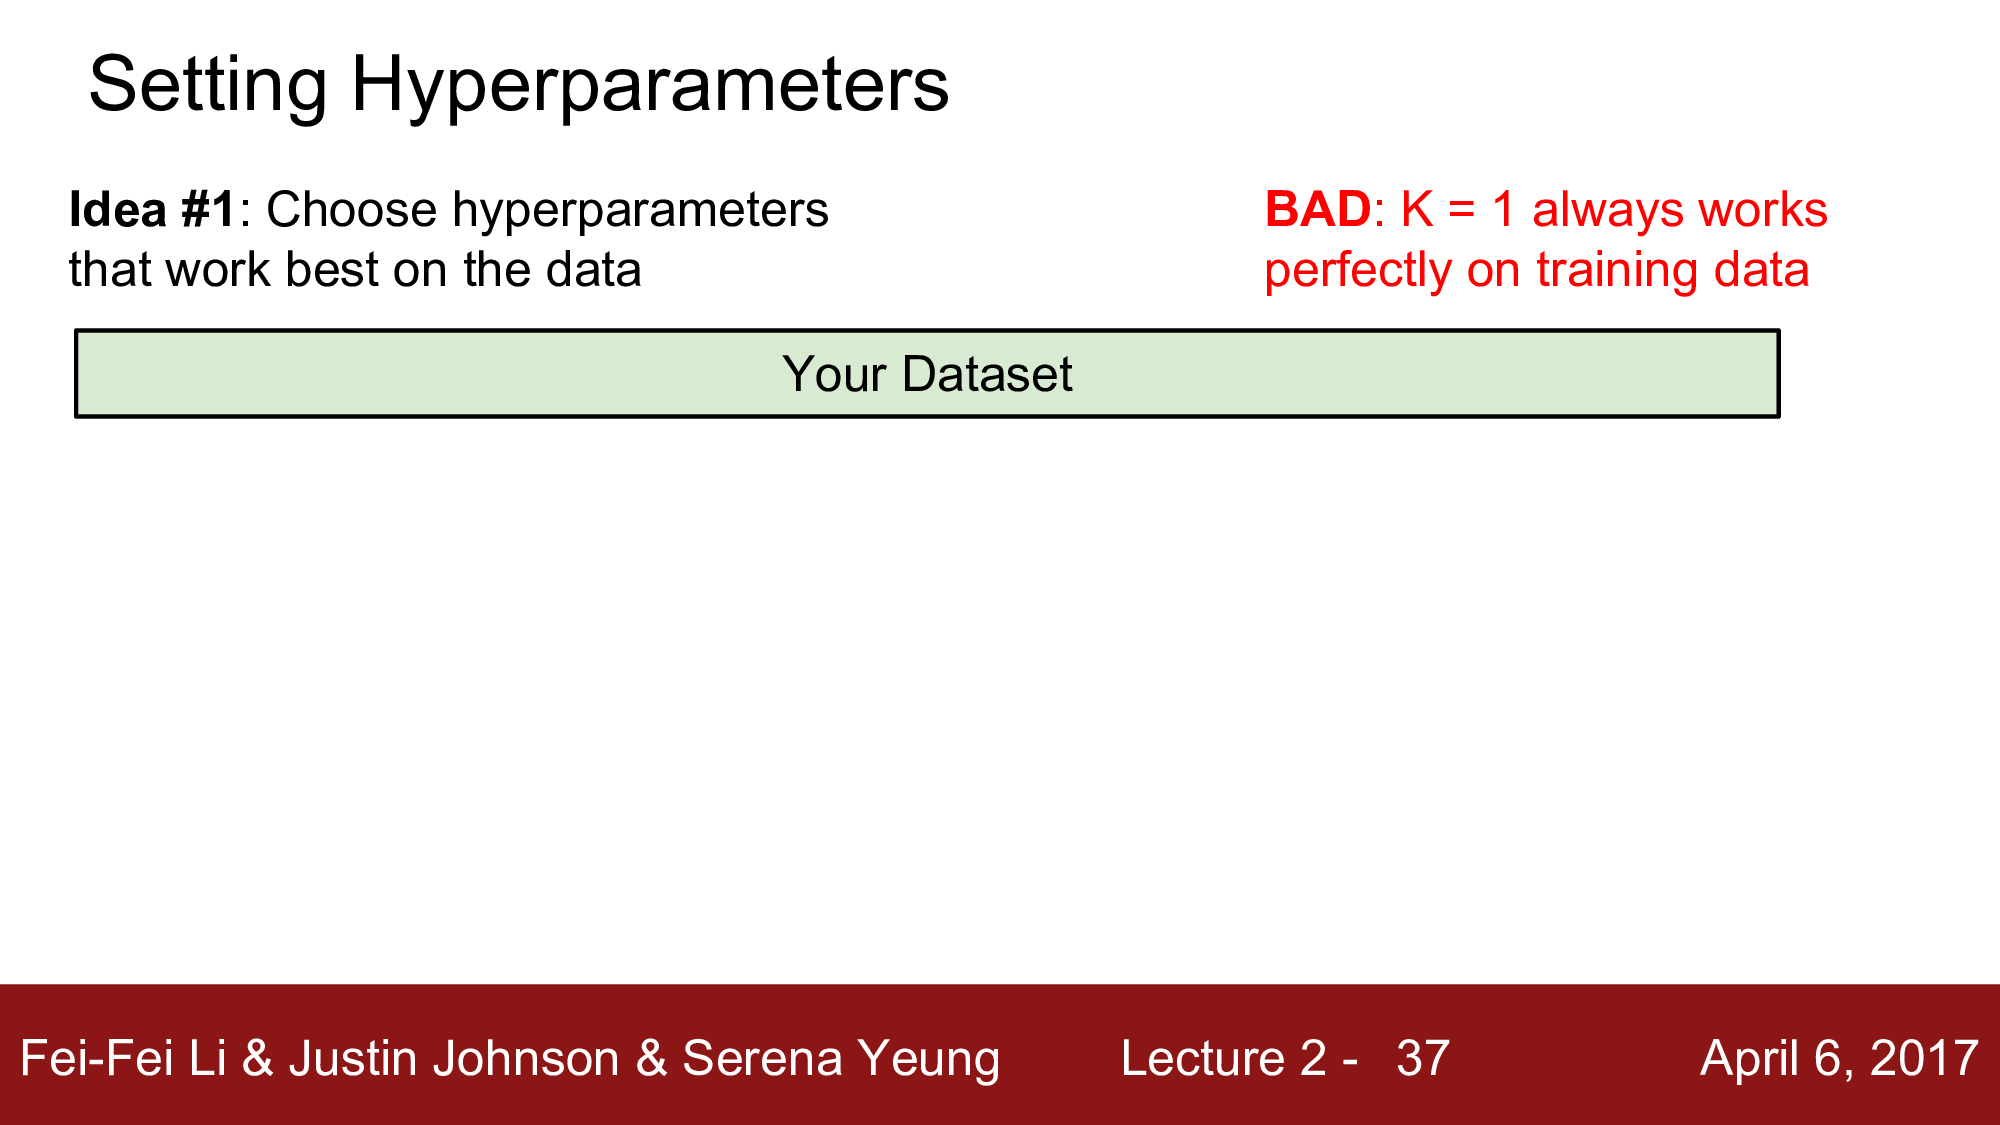 Setting Hyperparameters
Idea #1: Choose hyperparameters
that work best on the data
BAD: K = 1 always works
perfectly on training data
Your Dataset
Fei-Fei Li & Justin Johnson & Serena Yeung
Lecture 2 - 37
April 6, 2017